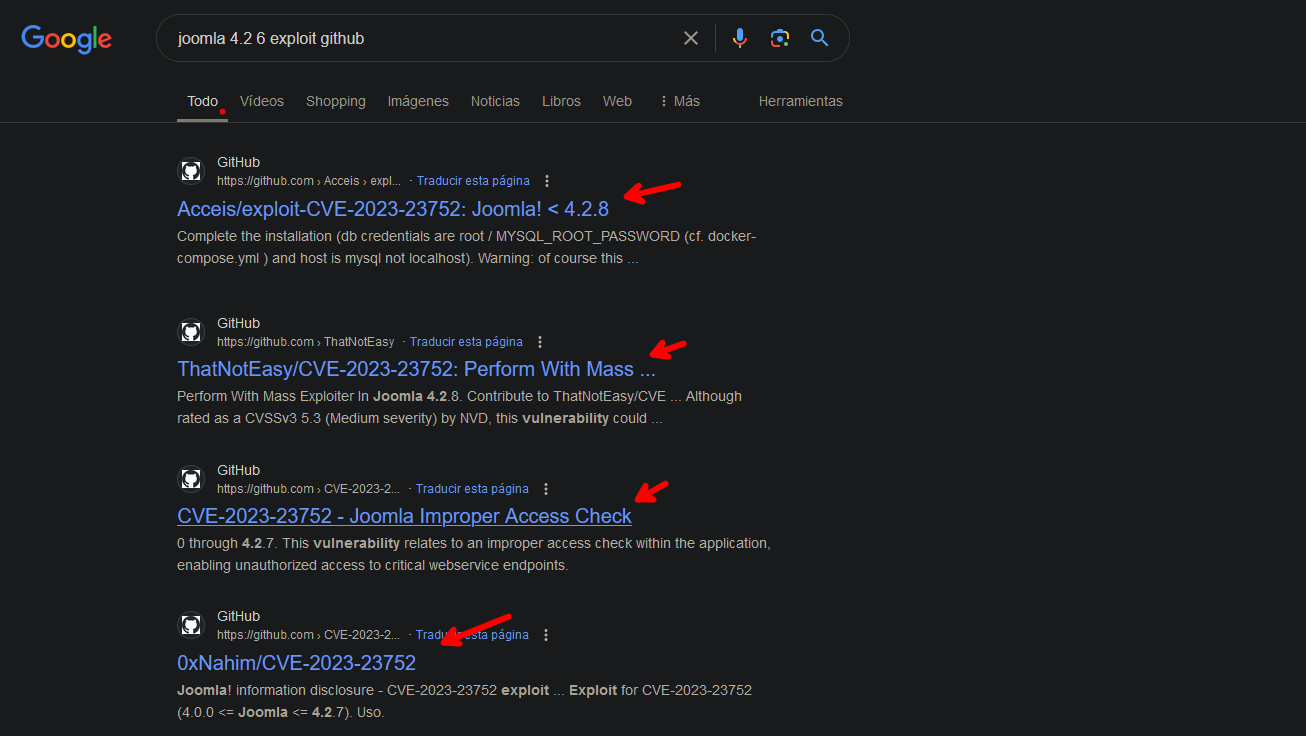 Google
joomla 4.2 6 exploit github
Todo Vídeos Shopping Imágenes Noticias Libros Web Más Herramientas
GitHub
https://github.com › Acceis › expl... · Traducir esta página
Acceis/exploit-CVE-2023-23752: Joomla! < 4.2.8
Complete the installation (db credentials are root / MYSQL_ROOT_PASSWORD (cf. docker-
compose.yml ) and host is mysql not localhost). Warning: of course this ...
GitHub
https://github.com › ThatNotEasy · Traducir esta página
ThatNotEasy/CVE-2023-23752: Perform With Mass ...
Perform With Mass Exploiter In Joomla 4.2.8. Contribute to ThatNotEasy/CVE ... Although
rated as a CVSSv3 5.3 (Medium severity) by NVD, this vulnerability could ...
GitHub
https://github.com › CVE-2023-2... · Traducir esta página
CVE-2023-23752 - Joomla Improper Access Check
0 through 4.2.7. This vulnerability relates to an improper access check within the application,
enabling unauthorized access to critical webservice endpoints.
GitHub
https://github.com › CVE-2023-2... · Traducir esta página
0xNahim/CVE-2023-23752
Joomla! information disclosure - CVE-2023-23752 exploit ... Exploit for CVE-2023-23752
(4.0.0 <= Joomla <= 4.2.7). Uso.